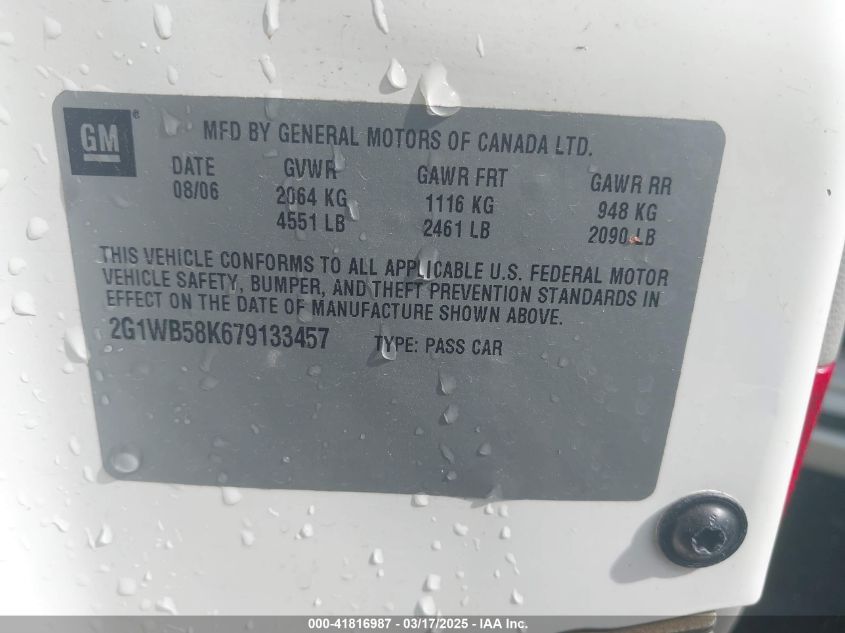 GM
®
MFD BY GENERAL MOTORS OF CANADA LTD.
DATE GVWR GAWR FRT GAWR RR
08/06 2064 KG 1116 KG 948 KG
4551 LB 2461 LB 2090 LB
THIS VEHICLE CONFORMS TO ALL APPLICABLE U.S. FEDERAL MOTOR
VEHICLE SAFETY, BUMPER, AND THEFT PREVENTION STANDARDS IN
EFFECT ON THE DATE OF MANUFACTURE SHOWN ABOVE.
2G1WB58K679133457 TYPE: PASS CAR
000-41816987 - 03/17/2025 - IAA Inc.